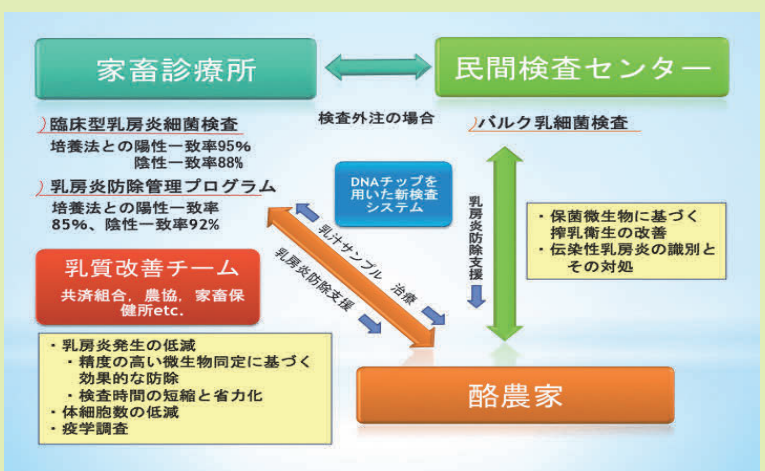 家畜診療所
民間検査センター
検査外注の場合
臨床型乳房炎細菌検査
培養法との陽性一致率95%
陰性一致率88%
乳房炎防除管理プログラム
培養法との陽性一致率
85%、陰性一致率92%
バルク乳細菌検査
DNAチップを
用いた新検査
システム
乳房炎防除支援
・保菌微生物に基づく
搾乳衛生の改善
・伝染性乳房炎の識別と
その対処
乳汁サンプル 治療
乳房炎防除支援
乳質改善チーム
共済組合，農協，家畜保
健所etc.
・乳房炎発生の低減
・精度の高い微生物同定に基づく
効果的な防除
・検査時間の短縮と省力化
・体細胞数の低減
・疫学調査
酪農家